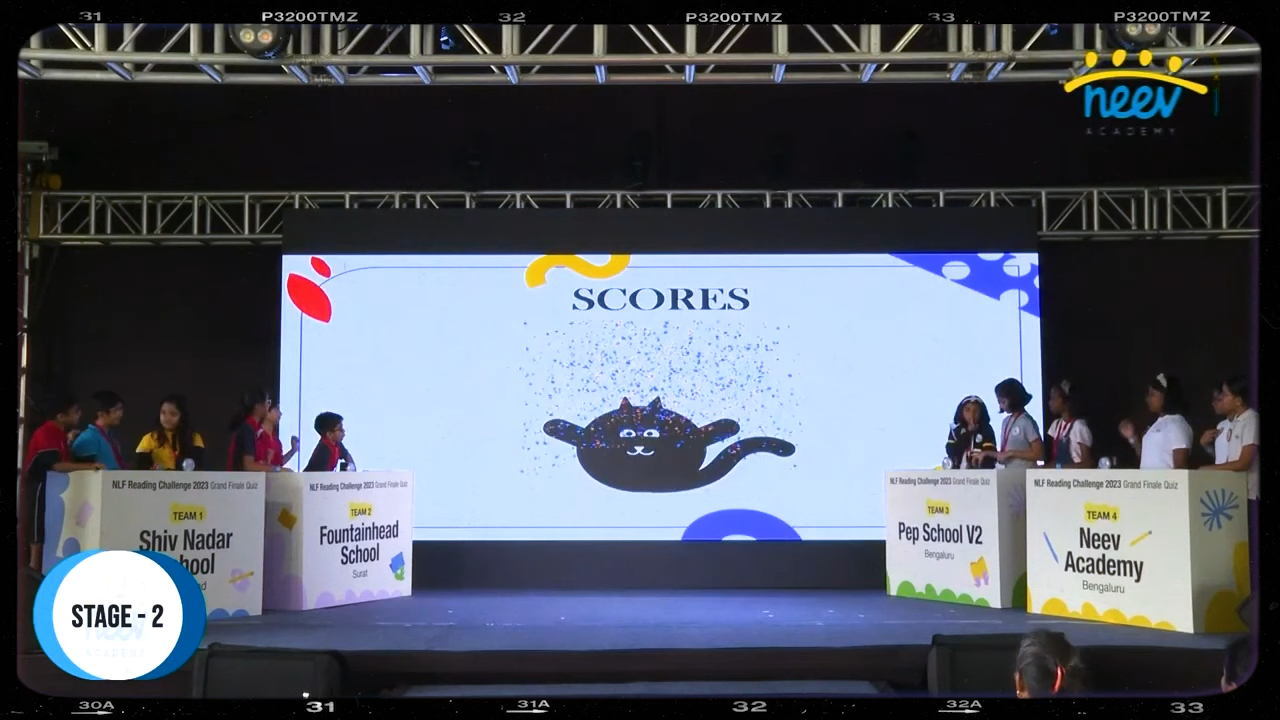 31 P3200TMZ 32 P3200TMZ 33 P3200TMZ
neev
ACADEMY
SCORES
NLF Reading Challenge 2023 Grand Finale Quiz
TEAM 1
Shiv Nadar
School
NLF Reading Challenge 2023 Grand Finale Quiz
TEAM 2
Fountainhead
School
Surat
NLF Reading Challenge 2023 Grand Finale Quiz
TEAM 3
Pep School V2
Bengaluru
NLF Reading Challenge 2023 Grand Finale Quiz
TEAM 4
Neev
Academy
Bengaluru
STAGE - 2
30A 31 31A 32 32A 33